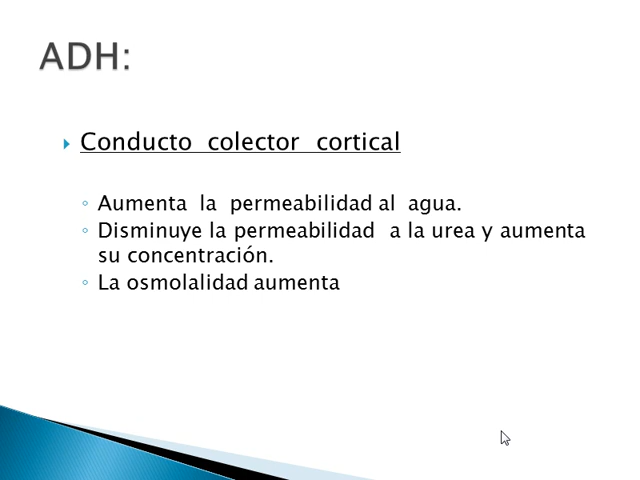 ADH:
Conducto colector cortical
Aumenta la permeabilidad al agua.
Disminuye la permeabilidad a la urea y aumenta
su concentración.
La osmolalidad aumenta